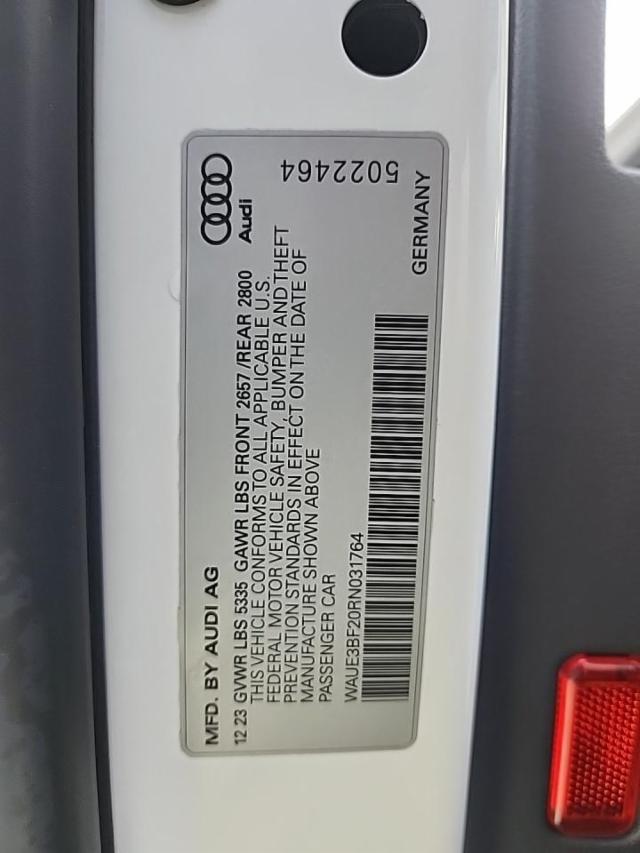 MFD. BY AUDI AG
Audi
12 23 GVWR LBS 5335 GAWR LBS FRONT 2657 /REAR 2800
THIS VEHICLE CONFORMS TO ALL APPLICABLE U.S.
FEDERAL MOTOR VEHICLE SAFETY, BUMPER AND THEFT
PREVENTION STANDARDS IN EFFECT ON THE DATE OF
MANUFACTURE SHOWN ABOVE
PASSENGER CAR
WAUE3BF20RN031764
GERMANY
5022464